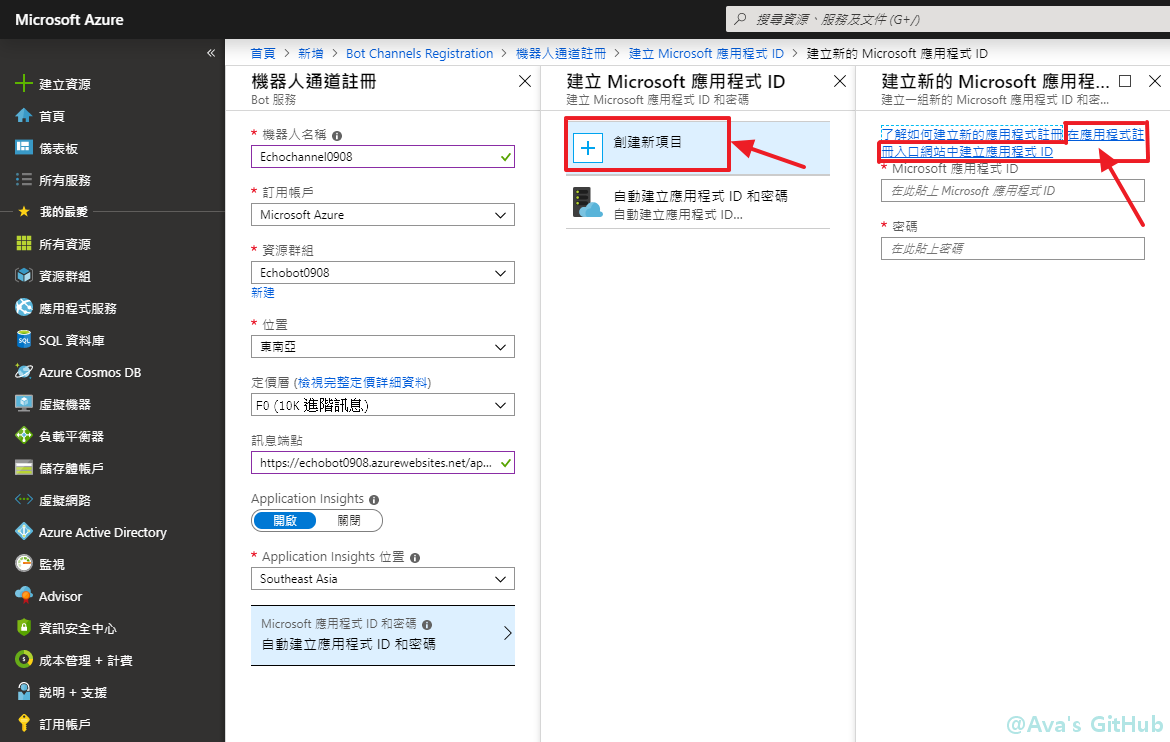 Microsoft Azure
搜尋資源、服務及文件 (G+/)
«
建立資源
首頁
儀表板
所有服務
我的最愛
所有資源
資源群組
應用程式服務
SQL 資料庫
Azure Cosmos DB
虛擬機器
負載平衡器
儲存體帳戶
虛擬網路
Azure Active Directory
監視
Advisor
資訊安全中心
成本管理 + 計費
說明 + 支援
訂用帳戶
首頁 > 新增 > Bot Channels Registration > 機器人通道註冊 > 建立 Microsoft 應用程式 ID > 建立新的 Microsoft 應用程式 ID
機器人通道註冊
Bot 服務
* 機器人名稱
Echochannel0908
* 訂用帳戶
Microsoft Azure
* 資源群組
Echobot0908
新建
* 位置
東南亞
定價層 (檢視完整定價詳細資料)
F0 (10K 進階訊息)
訊息端點
https://echobot0908.azurewebsites.net/ap...
Application Insights
開啟 關閉
* Application Insights 位置
Southeast Asia
Microsoft 應用程式 ID 和密碼
自動建立應用程式 ID 和密碼
建立 Microsoft 應用程式 ID
建立 Microsoft 應用程式 ID 和密碼
創建新項目
自動建立應用程式 ID 和密碼
自動建立應用程式 ID...
建立新的 Microsoft 應用程...
建立一組新的 Microsoft 應用程式 ID 和密...
了解如何建立新的應用程式註冊在應用程式註
冊入口網站中建立應用程式 ID
* Microsoft 應用程式 ID
在此貼上 Microsoft 應用程式 ID
* 密碼
在此貼上密碼
@Ava's GitHub